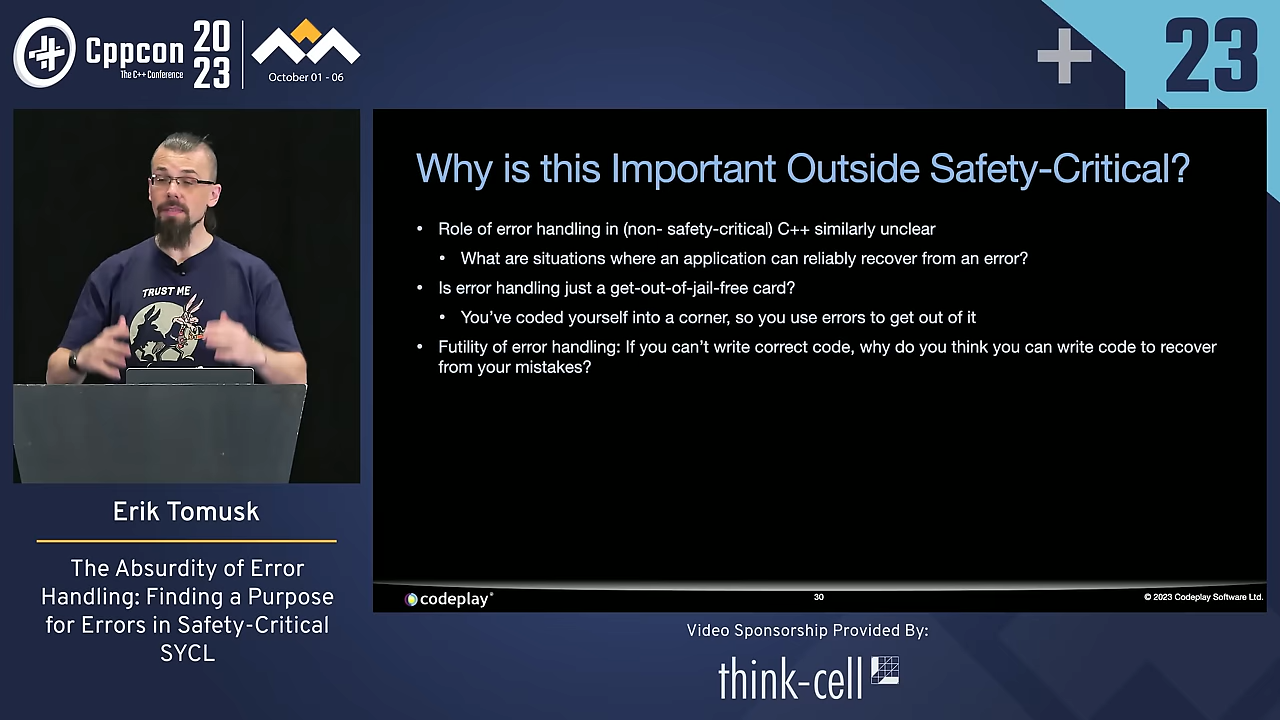 Cppcon
The C++ Conference
20
23
October 01 - 06
23
TRUST ME
Why is this Important Outside Safety-Critical?
• Role of error handling in (non- safety-critical) C++ similarly unclear
• What are situations where an application can reliably recover from an error?
• Is error handling just a get-out-of-jail-free card?
• You've coded yourself into a corner, so you use errors to get out of it
• Futility of error handling: If you can't write correct code, why do you think you can write code to recover
from your mistakes?
codeplay®
30
© 2023 Codeplay Software Ltd.
Erik Tomusk
The Absurdity of Error
Handling: Finding a Purpose
for Errors in Safety-Critical
SYCL
Video Sponsorship Provided By:
think-cell